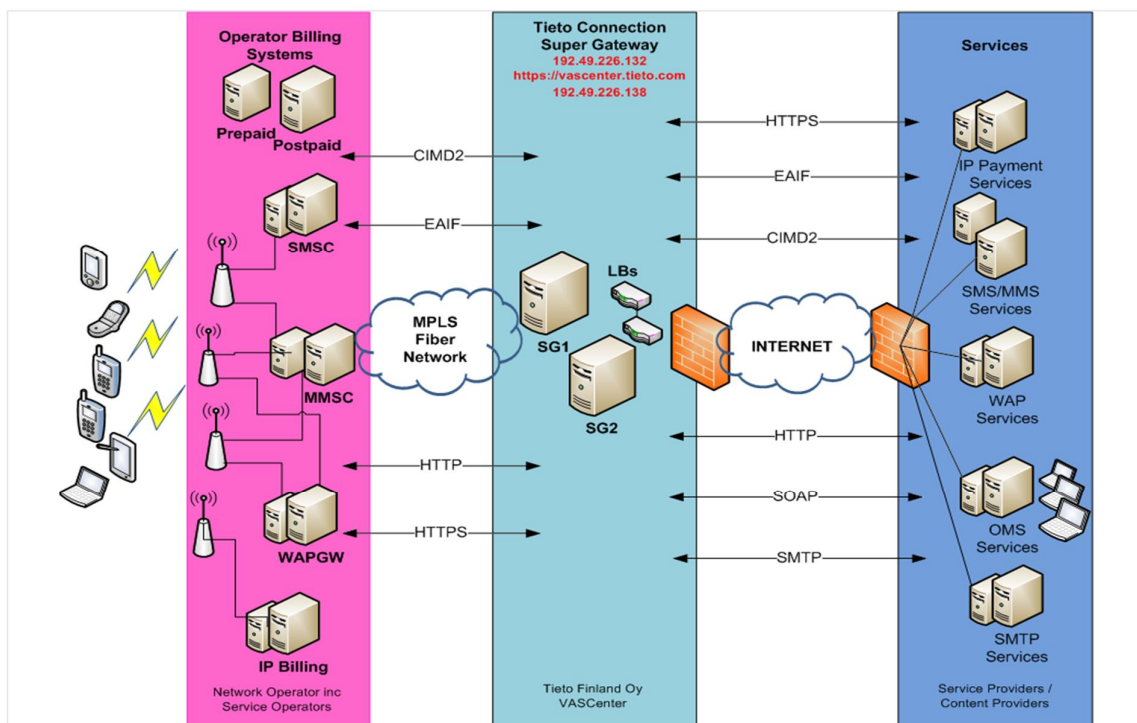 Operator Billing
Systems
Prepaid
Postpaid
SMSC
MMSC
WAPGW
IP Billing
Network Operator inc
Service Operators
CIMD2
EAIF
MPLS
Fiber
Network
HTTP
HTTPS
Tieto Connection
Super Gateway
192.49.226.132
https://vascenter.tieto.com
192.49.226.138
LBs
SG1
SG2
Tieto Finland Oy
VASCenter
HTTPS
EAIF
CIMD2
INTERNET
HTTP
SOAP
SMTP
Services
IP Payment
Services
SMS/MMS
Services
WAP
Services
OMS
Services
SMTP
Services
Service Providers /
Content Providers